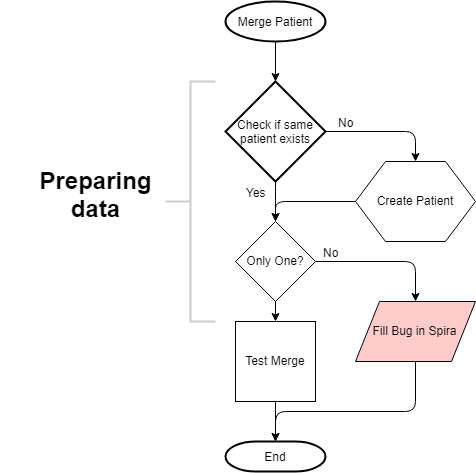 Merge Patient
Check if same
patient exists
No
Create Patient
Preparing
data
Yes
Only One?
No
Fill Bug in Spira
Test Merge
End